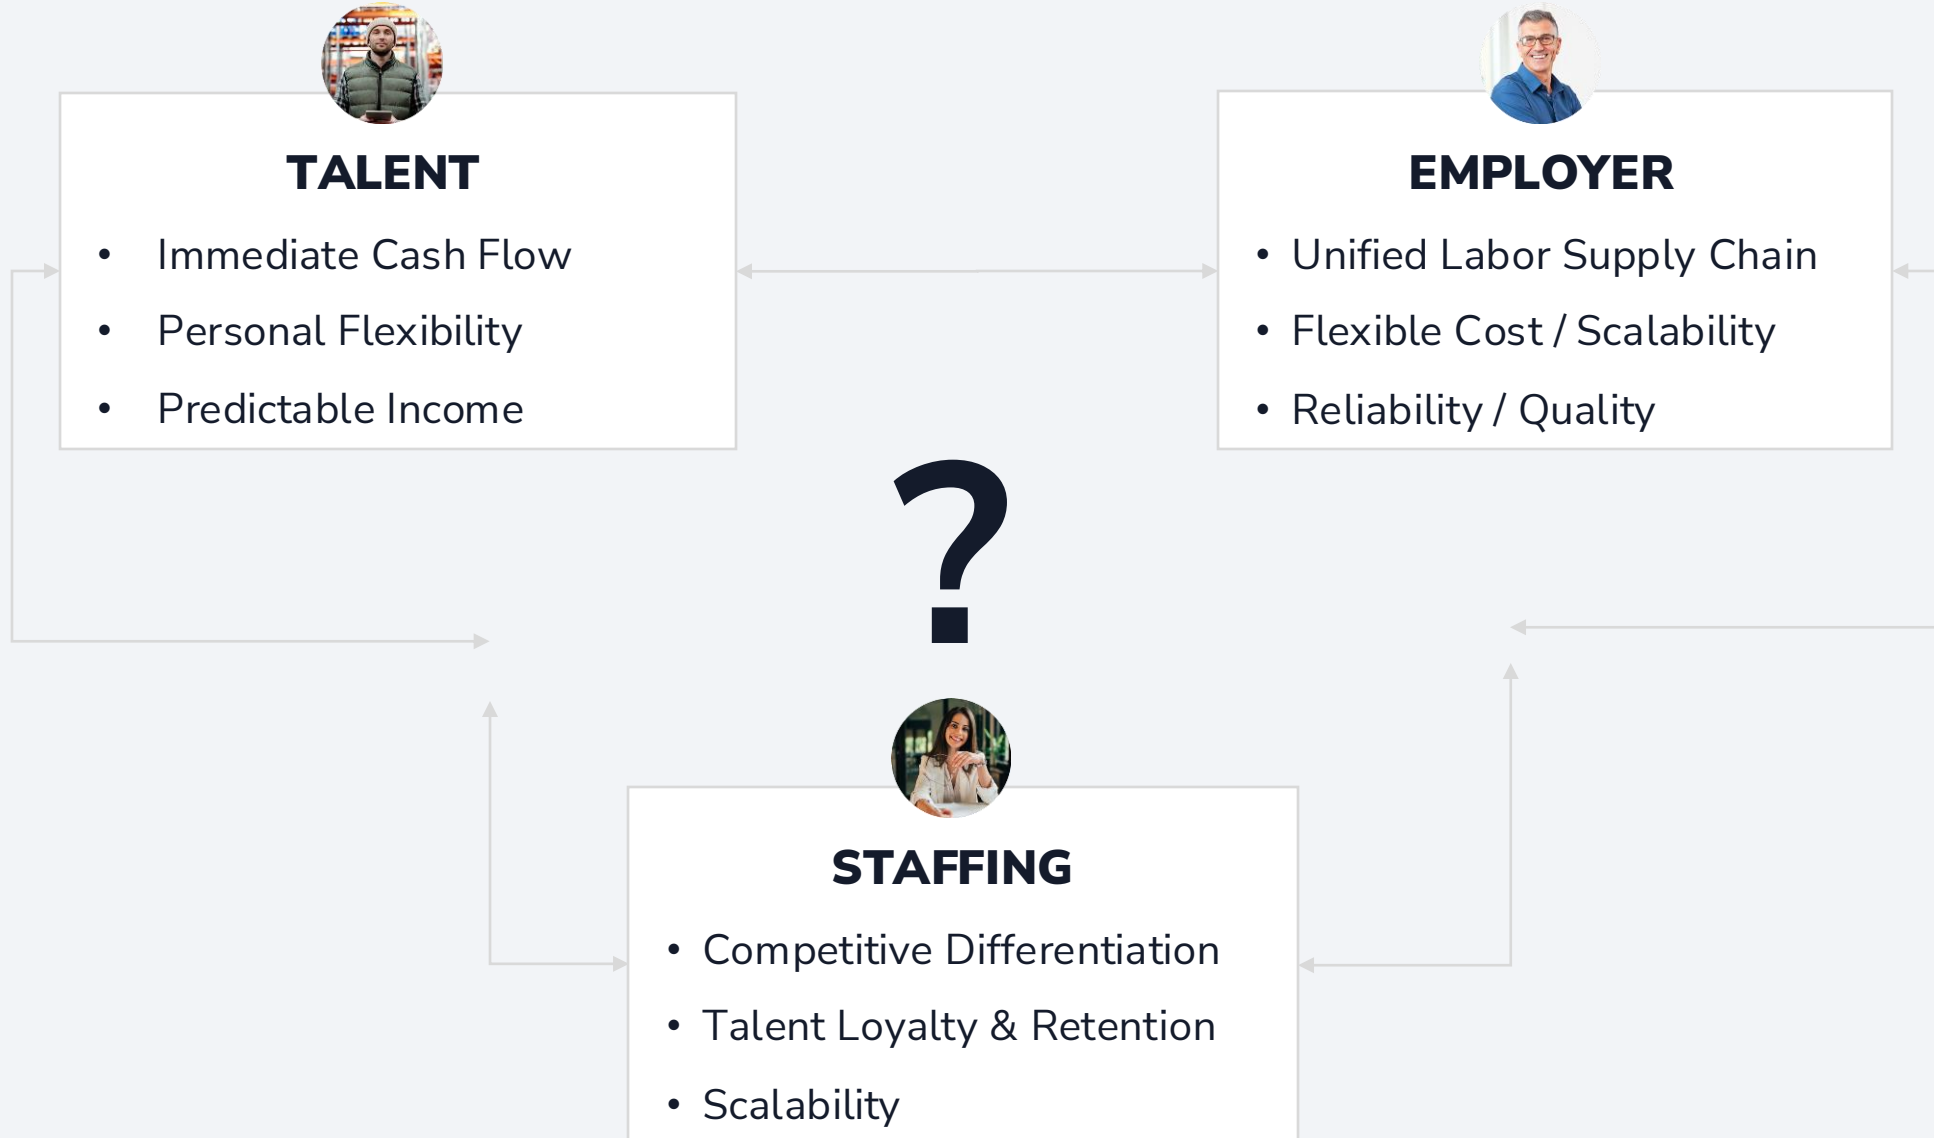 TALENT
• Immediate Cash Flow
• Personal Flexibility
• Predictable Income
EMPLOYER
• Unified Labor Supply Chain
• Flexible Cost / Scalability
• Reliability / Quality
?
STAFFING
• Competitive Differentiation
• Talent Loyalty & Retention
• Scalability